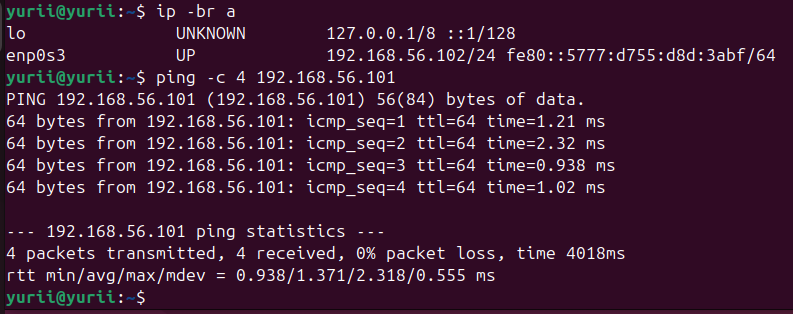 yurii@yurii:~$ ip -br a
lo               UNKNOWN        127.0.0.1/8 ::1/128
enp0s3           UP             192.168.56.102/24 fe80::5777:d755:d8d:3abf/64
yurii@yurii:~$ ping -c 4 192.168.56.101
PING 192.168.56.101 (192.168.56.101) 56(84) bytes of data.
64 bytes from 192.168.56.101: icmp_seq=1 ttl=64 time=1.21 ms
64 bytes from 192.168.56.101: icmp_seq=2 ttl=64 time=2.32 ms
64 bytes from 192.168.56.101: icmp_seq=3 ttl=64 time=0.938 ms
64 bytes from 192.168.56.101: icmp_seq=4 ttl=64 time=1.02 ms

--- 192.168.56.101 ping statistics ---
4 packets transmitted, 4 received, 0% packet loss, time 4018ms
rtt min/avg/max/mdev = 0.938/1.371/2.318/0.555 ms
yurii@yurii:~$